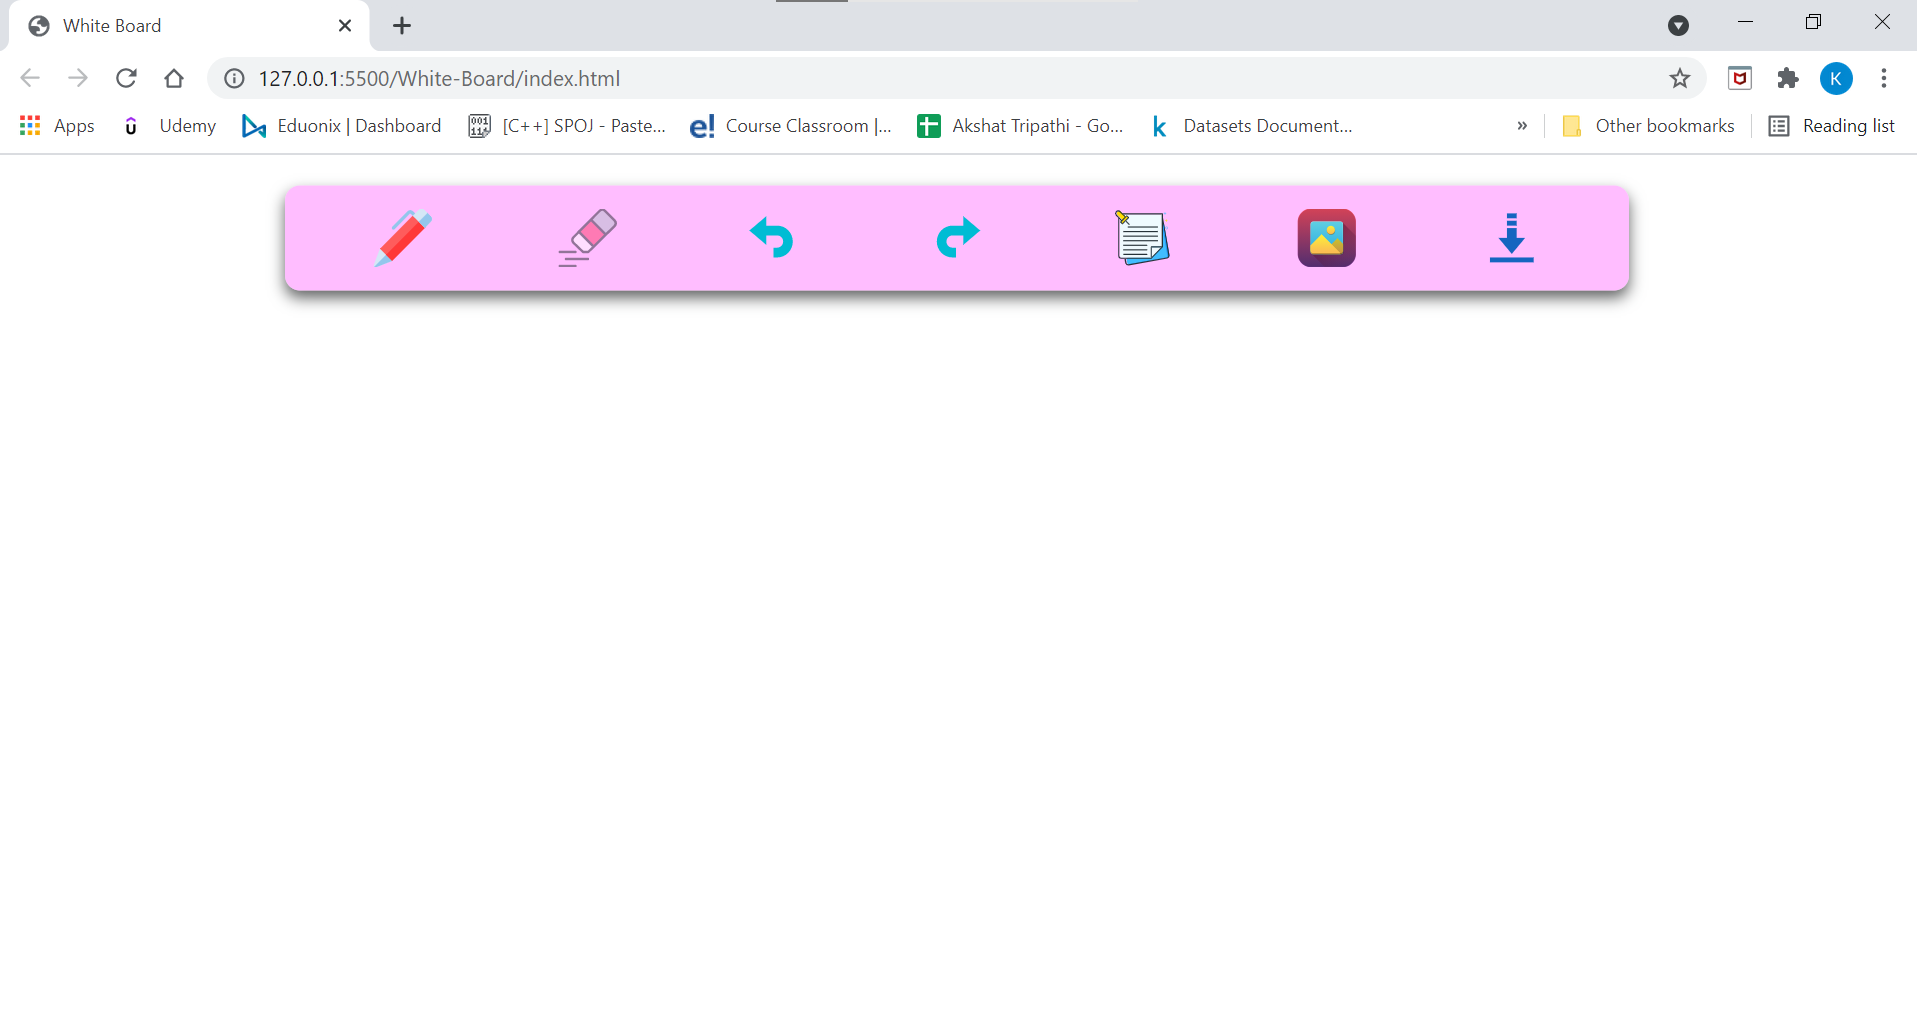 White Board
127.0.0.1:5500/White-Board/index.html
K
Apps
Udemy
Eduonix | Dashboard
[C++] SPOJ - Paste...
Course Classroom |...
Akshat Tripathi - Go...
Datasets Document...
»
Other bookmarks
Reading list